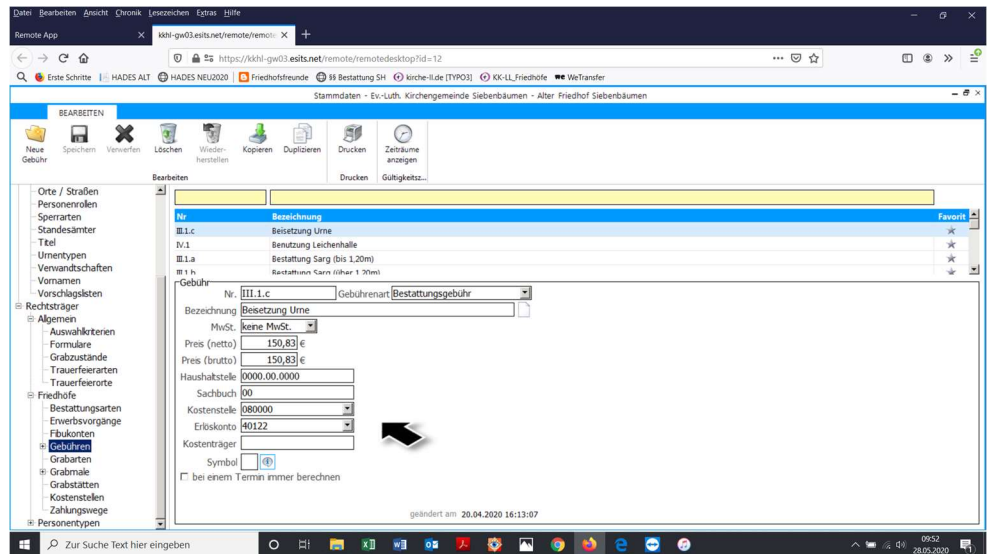 Datei Bearbeiten Ansicht Chronik Lesezeichen Extras Hilfe
Remote App
kkhl-gw03.esits.net/remote/remote
https://kkhl-gw03.esits.net/remote/remotedesktop?id=12
Erste Schritte HADES ALT HADES NEU2020 Friedhofsfreunde §§ Bestattung SH kirche-ll.de [TYPO3] KK-LL_Friedhöfe WeTransfer
Stammdaten - Ev.-Luth. Kirchengemeinde Siebenbäumen - Alter Friedhof Siebenbäumen
BEARBEITEN
Neue Gebühr
Speichern
Verwerfen
Löschen
Wieder-herstellen
Kopieren
Duplizieren
Drucken
Zeiträume anzeigen
Bearbeiten
Drucken
Gültigkeitsz...
Orte / Straßen
Personenrollen
Sperrarten
Standesämter
Titel
Urnentypen
Verwandtschaften
Vornamen
Vorschlagslisten
Rechtsträger
Allgemein
Auswahlkriterien
Formulare
Grabzustände
Trauerfeierarten
Trauerfeierorte
Friedhöfe
Bestattungsarten
Erwerbsvorgänge
Fibukonten
Gebühren
Grabarten
Grabmale
Grabstätten
Kostenstellen
Zahlungswege
Personentypen
Nr Bezeichnung Favorit
III.1.c Beisetzung Urne
IV.1 Benutzung Leichenhalle
III.1.a Bestattung Sarg (bis 1,20m)
III.1.b Bestattung Sarg (über 1,20m)
Gebühr
Nr. III.1.c Gebührenart Bestattungsgebühr
Bezeichnung Beisetzung Urne
MwSt. keine MwSt.
Preis (netto) 150,83 €
Preis (brutto) 150,83 €
Haushaltstelle 0000.00.0000
Sachbuch 00
Kostenstelle 080000
Erlöskonto 40122
Kostenträger
Symbol
bei einem Termin immer berechnen
geändert am 20.04.2020 16:13:07
Zur Suche Text hier eingeben
09:52
28.05.2020